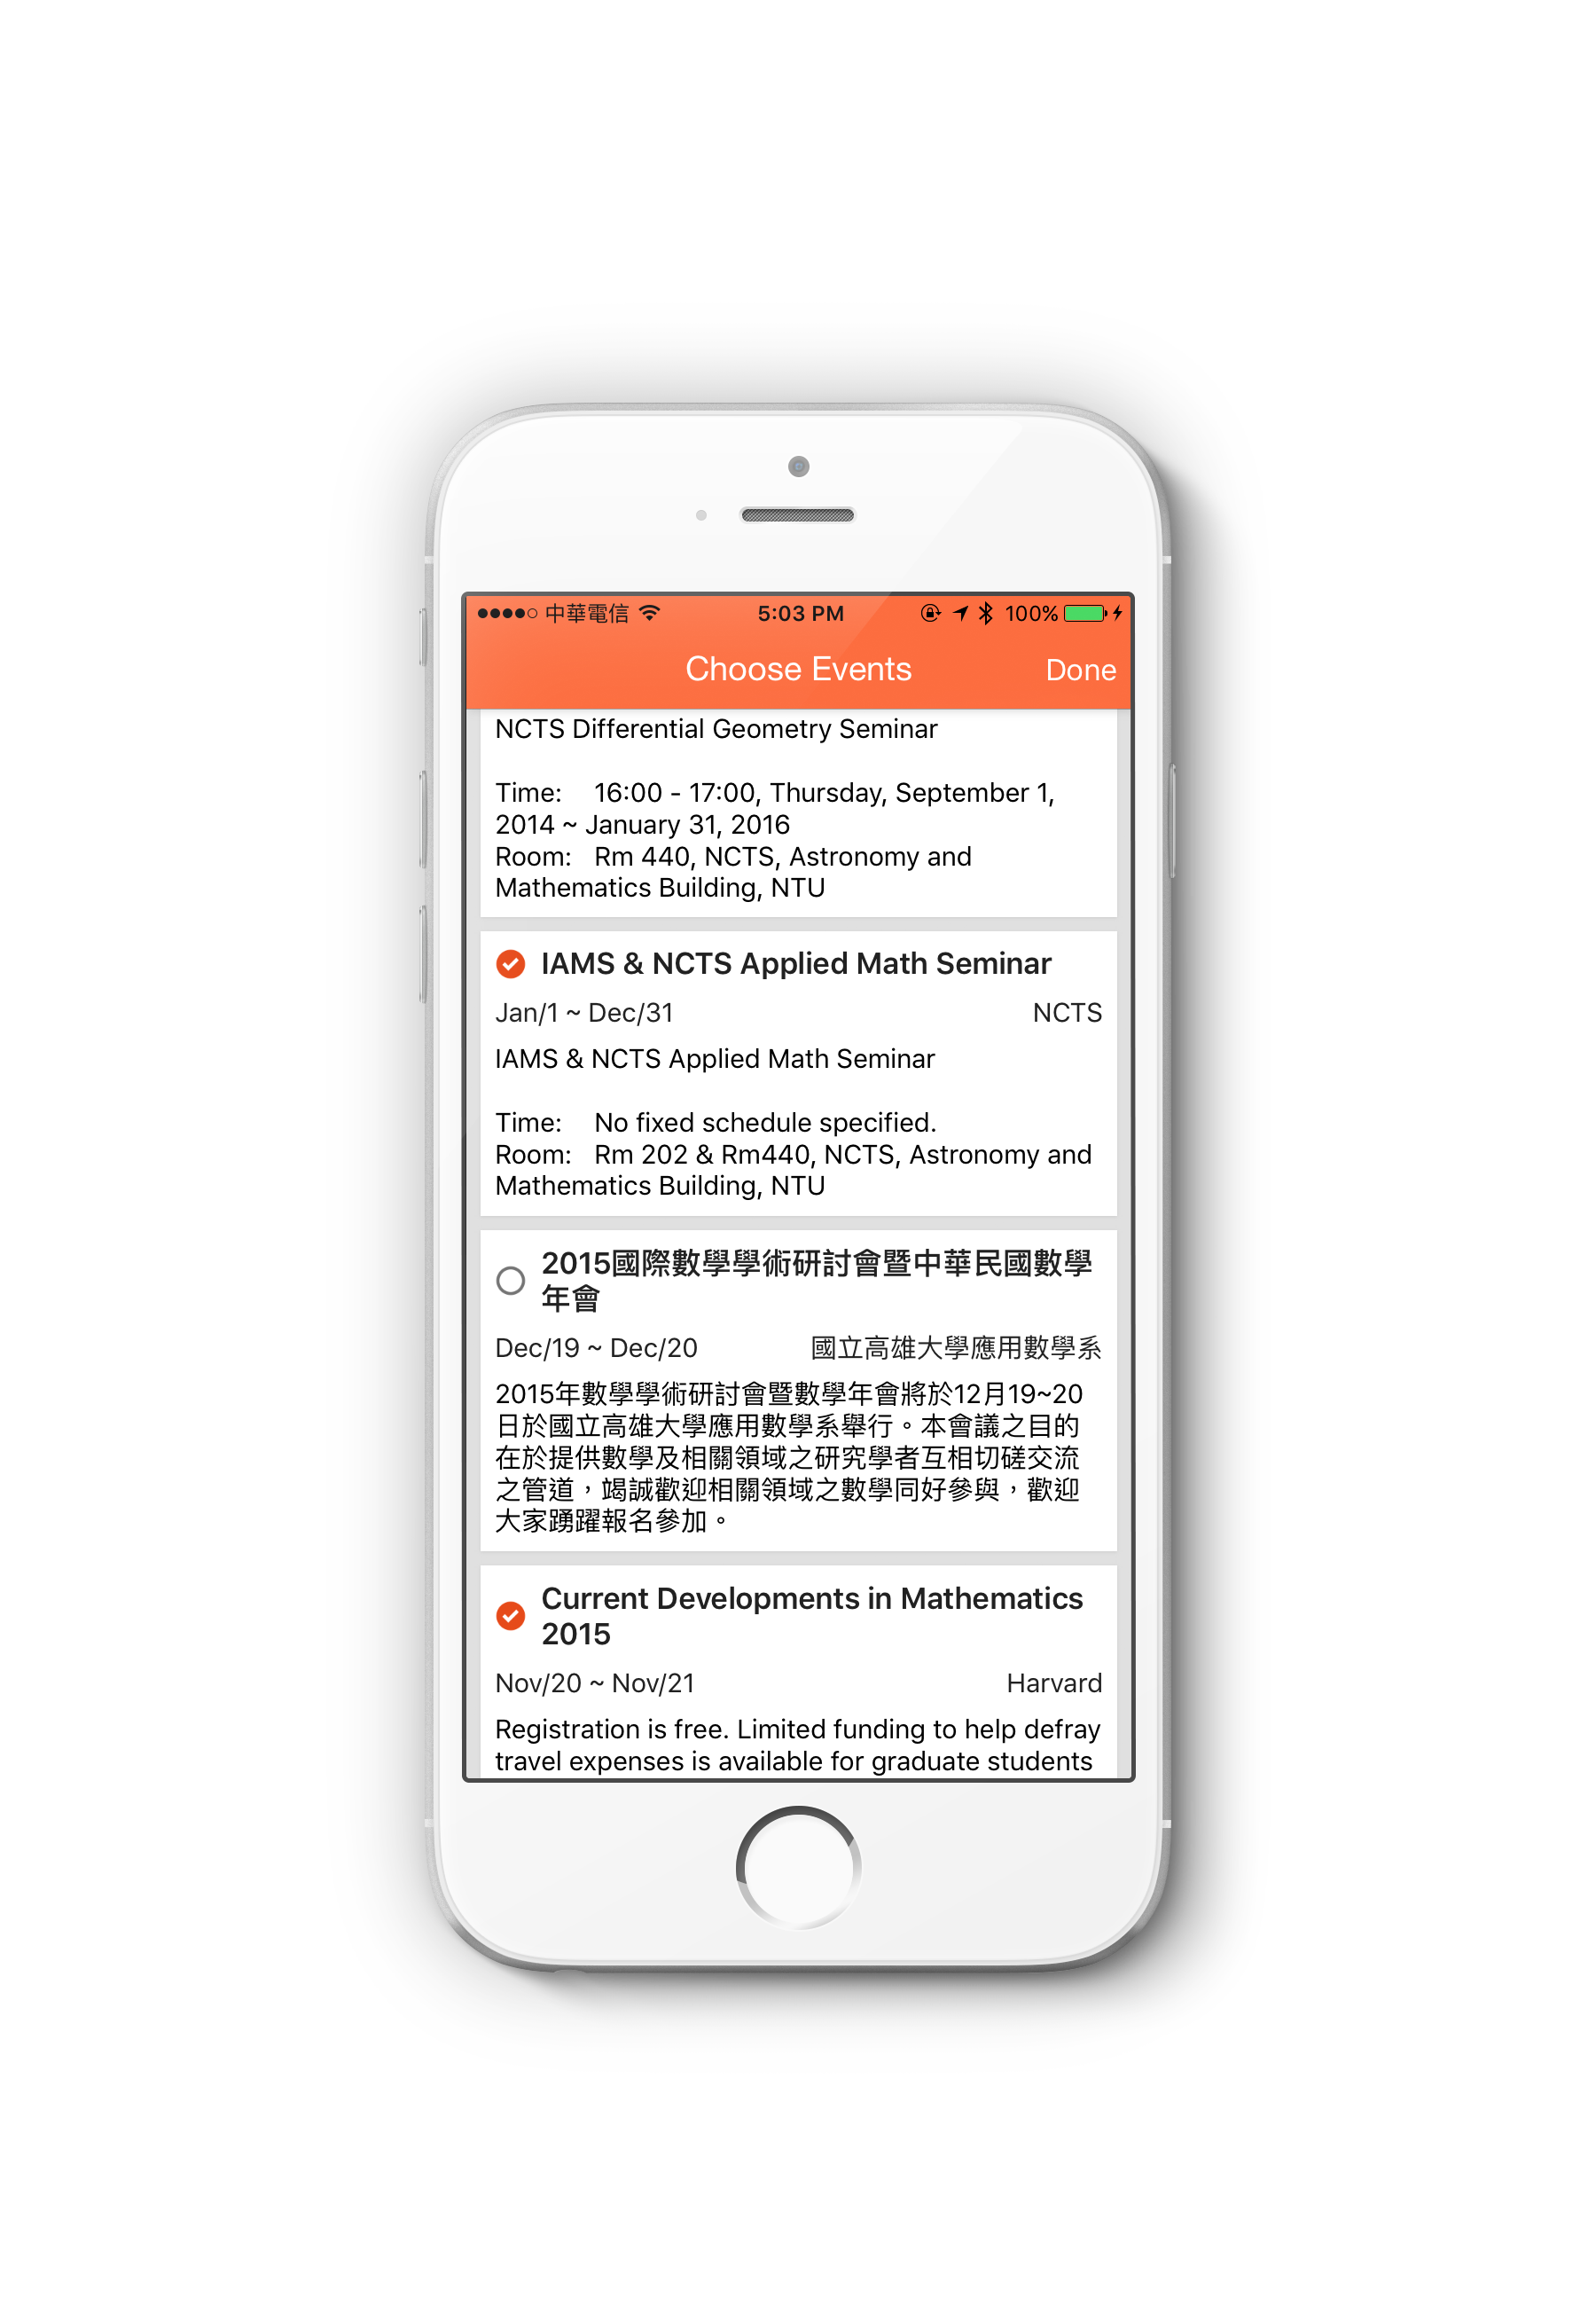 中華電信 5:03 PM 100%
Choose Events Done
NCTS Differential Geometry Seminar
Time: 16:00 - 17:00, Thursday, September 1,
2014 ~ January 31, 2016
Room: Rm 440, NCTS, Astronomy and
Mathematics Building, NTU
IAMS & NCTS Applied Math Seminar
Jan/1 ~ Dec/31 NCTS
IAMS & NCTS Applied Math Seminar
Time: No fixed schedule specified.
Room: Rm 202 & Rm440, NCTS, Astronomy and
Mathematics Building, NTU
2015國際數學學術研討會暨中華民國數學
年會
Dec/19 ~ Dec/20 國立高雄大學應用數學系
2015年數學學術研討會暨數學年會將於12月19~20
日於國立高雄大學應用數學系舉行。本會議之目的
在於提供數學及相關領域之研究學者互相切磋交流
之管道，竭誠歡迎相關領域之數學同好參與，歡迎
大家踴躍報名參加。
Current Developments in Mathematics
2015
Nov/20 ~ Nov/21 Harvard
Registration is free. Limited funding to help defray
travel expenses is available for graduate students